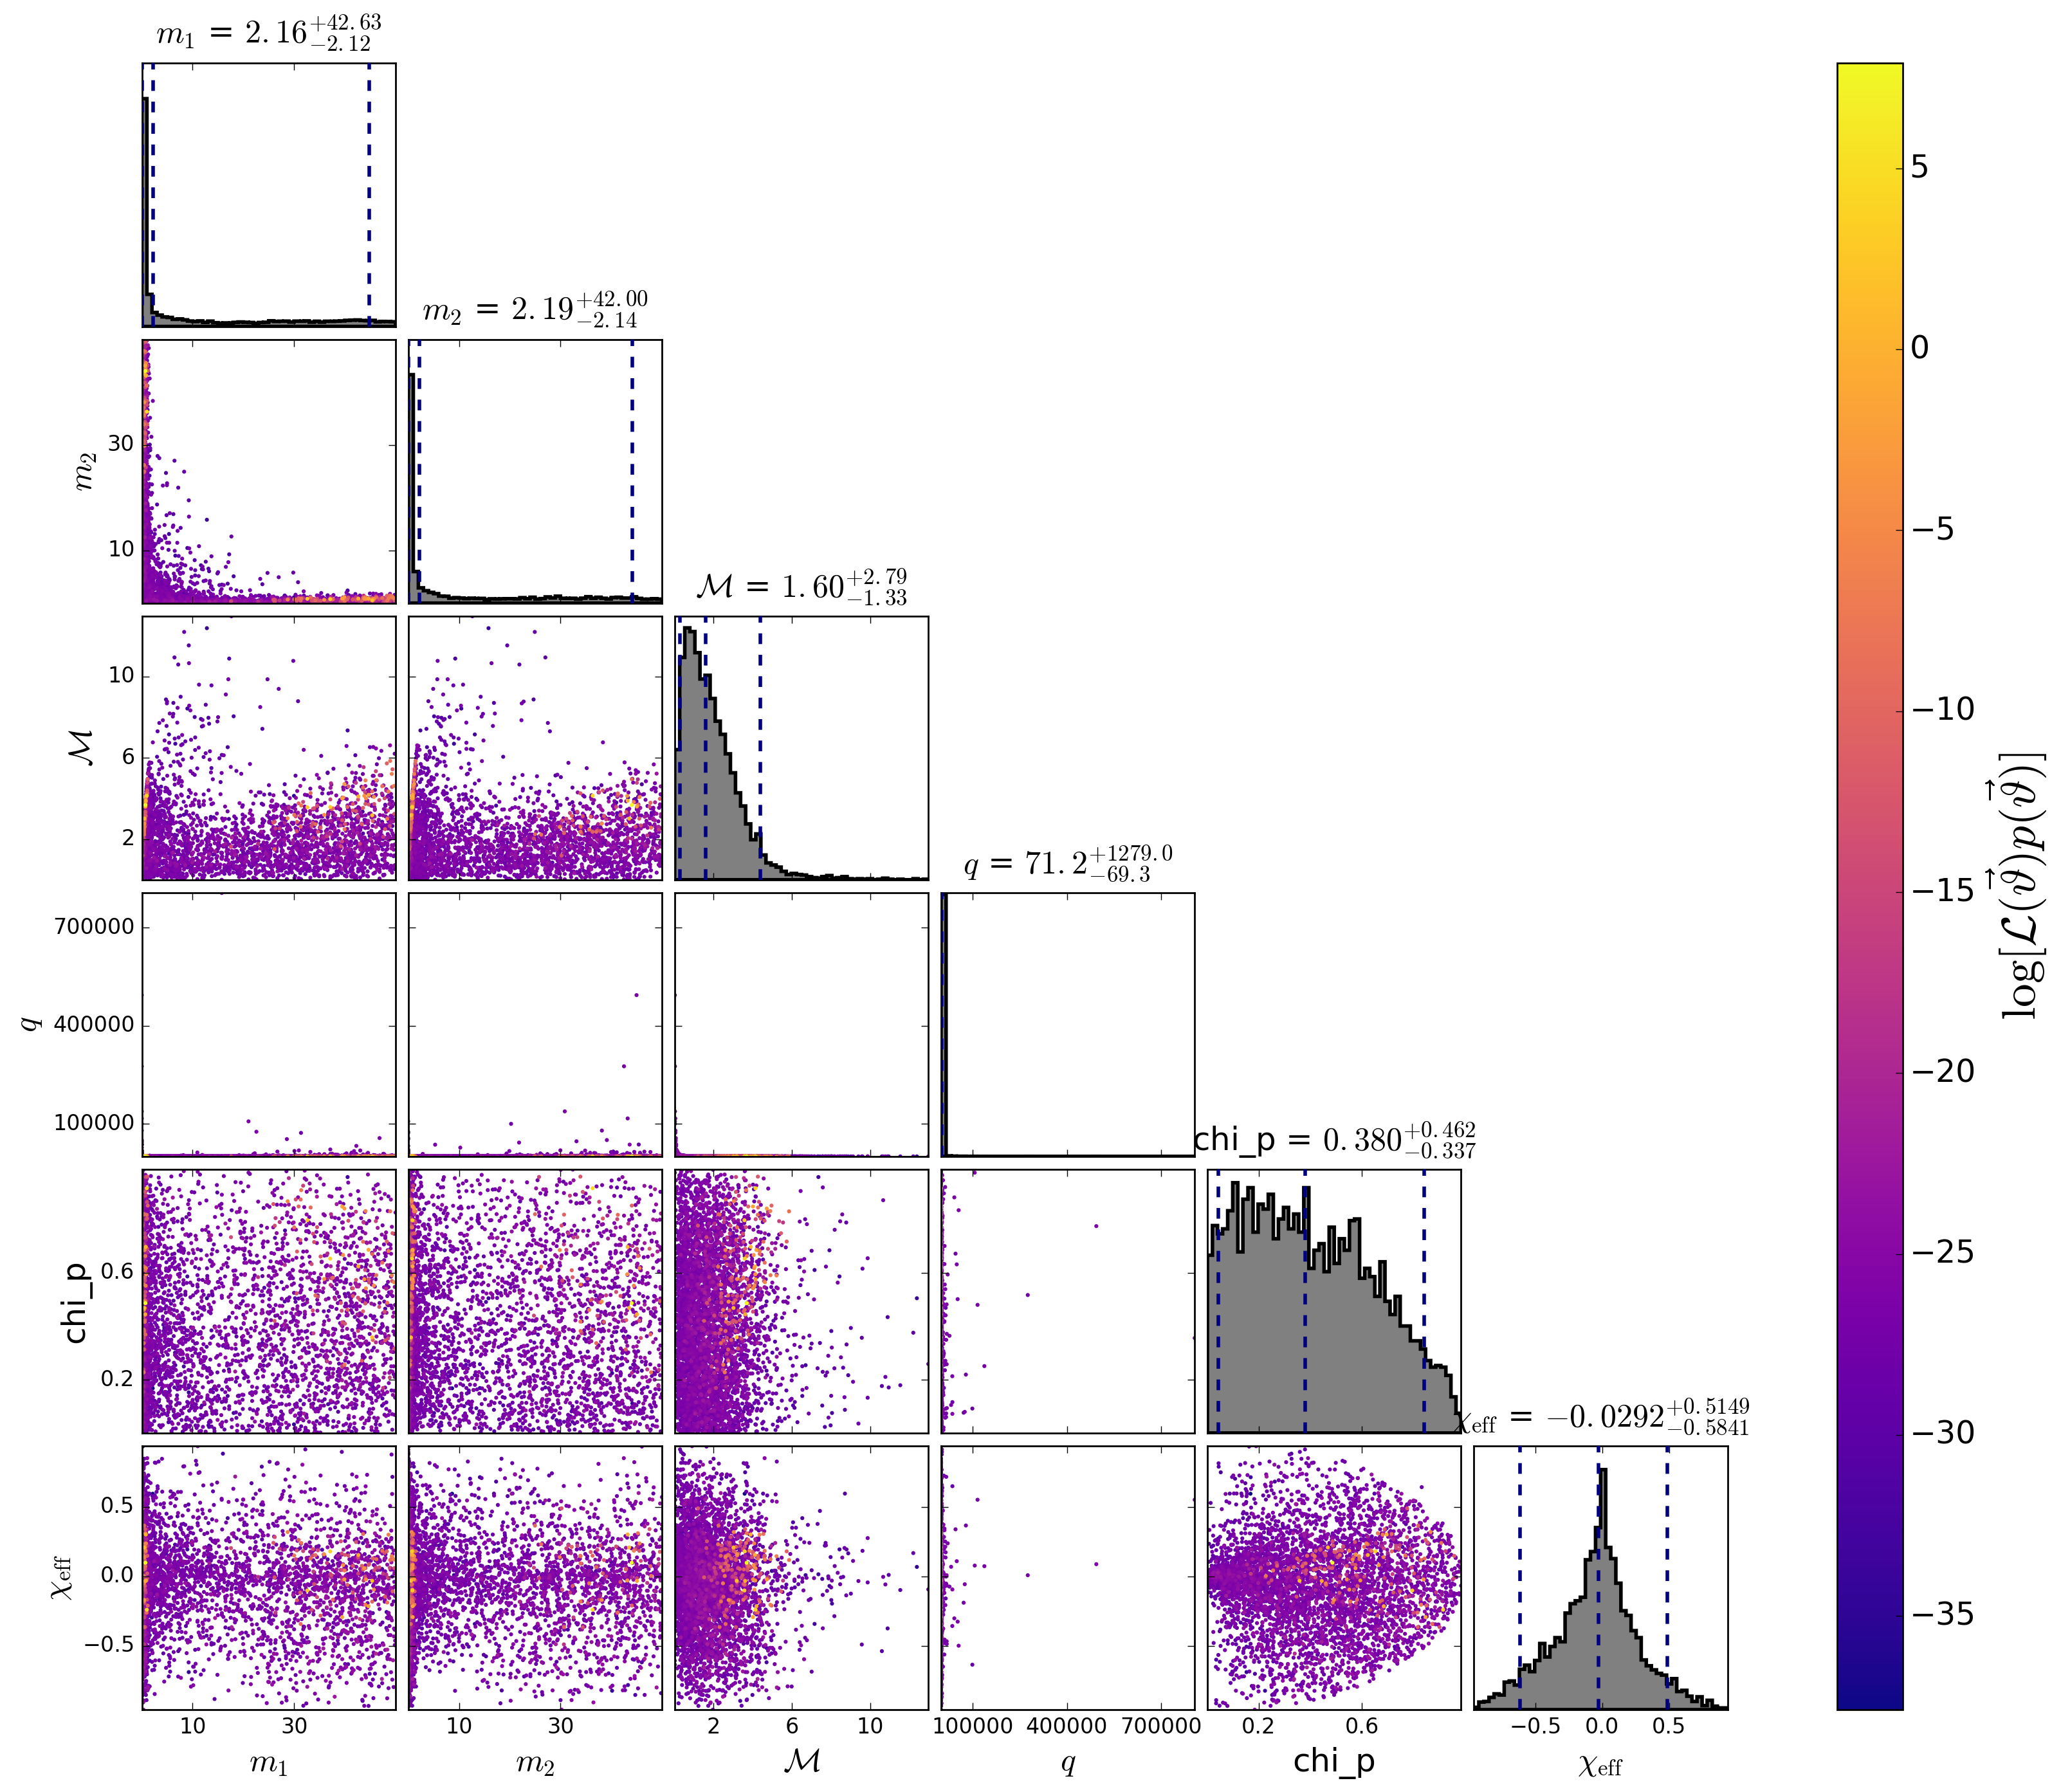 m₁ = 2.16 +42.63 −2.12
m₂ = 2.19 +42.00 −2.14
30
10
m₂
ℳ = 1.60 +2.79 −1.33
10
6
2
ℳ
q = 71.2 +1279.0 −69.3
700000
400000
100000
q
chi_p = 0.380 +0.462 −0.337
0.6
0.2
chi_p
χeff = −0.0292 +0.5149 −0.5841
0.5
0.0
−0.5
χeff
10 30 10 30 2 6 10 100000 400000 700000 0.2 0.6 −0.5 0.0 0.5
m₁ m₂ ℳ q chi_p χeff
5
0
−5
−10
−15
−20
−25
−30
−35
log[ℒ(ϑ⃗)p(ϑ⃗)]